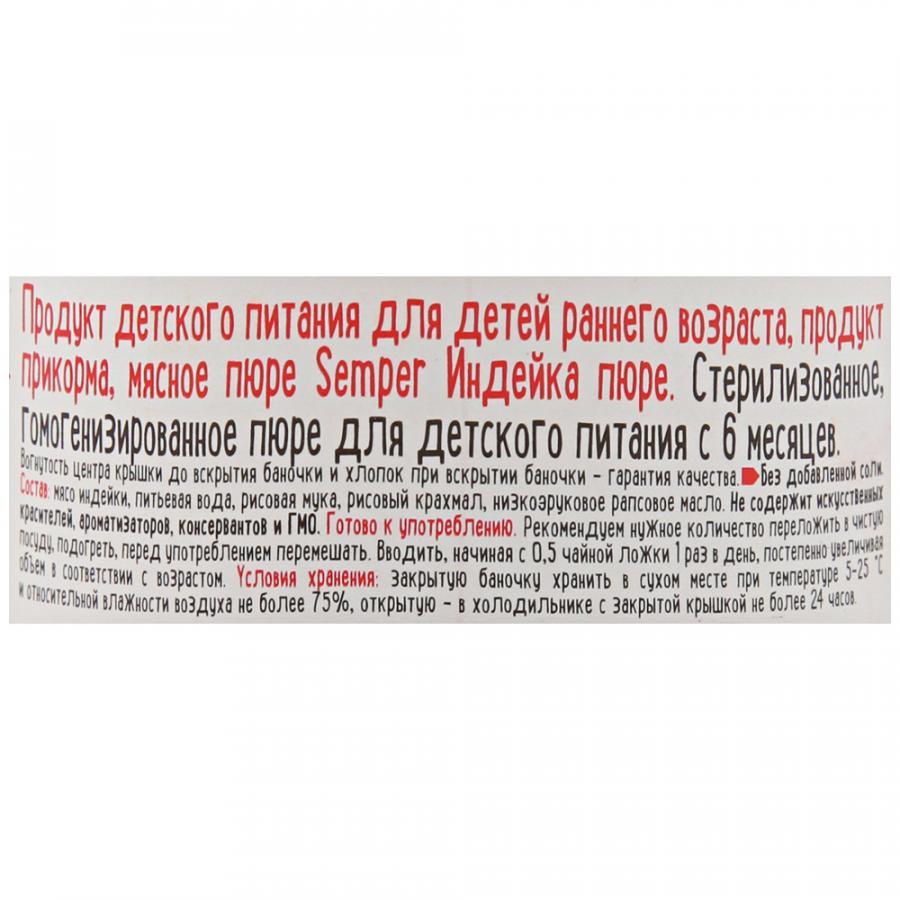 Продукт детского питания для детей раннего возраста, продукт
прикорма, мясное пюре Semper Индейка пюре. Стерилизованное,
гомогенизированное пюре для детского питания с 6 месяцев.
Вогнутость центра крышки до вскрытия баночки и хлопок при вскрытии баночки – гарантия качества. Без добавленной соли.
Состав: мясо индейки, питьевая вода, рисовая мука, рисовый крахмал, низкоэруковое рапсовое масло. Не содержит искусственных
красителей, ароматизаторов, консервантов и ГМО. Готово к употреблению. Рекомендуем нужное количество переложить в чистую
посуду, подогреть, перед употреблением перемешать. Вводить, начиная с 0,5 чайной ложки 1 раз в день, постепенно увеличивая
объем в соответствии с возрастом. Условия хранения: Закрытую баночку хранить в сухом месте при температуре 5-25 °С
и относительной влажности воздуха не более 75%, открытую – в холодильнике с закрытой крышкой не более 24 часов.